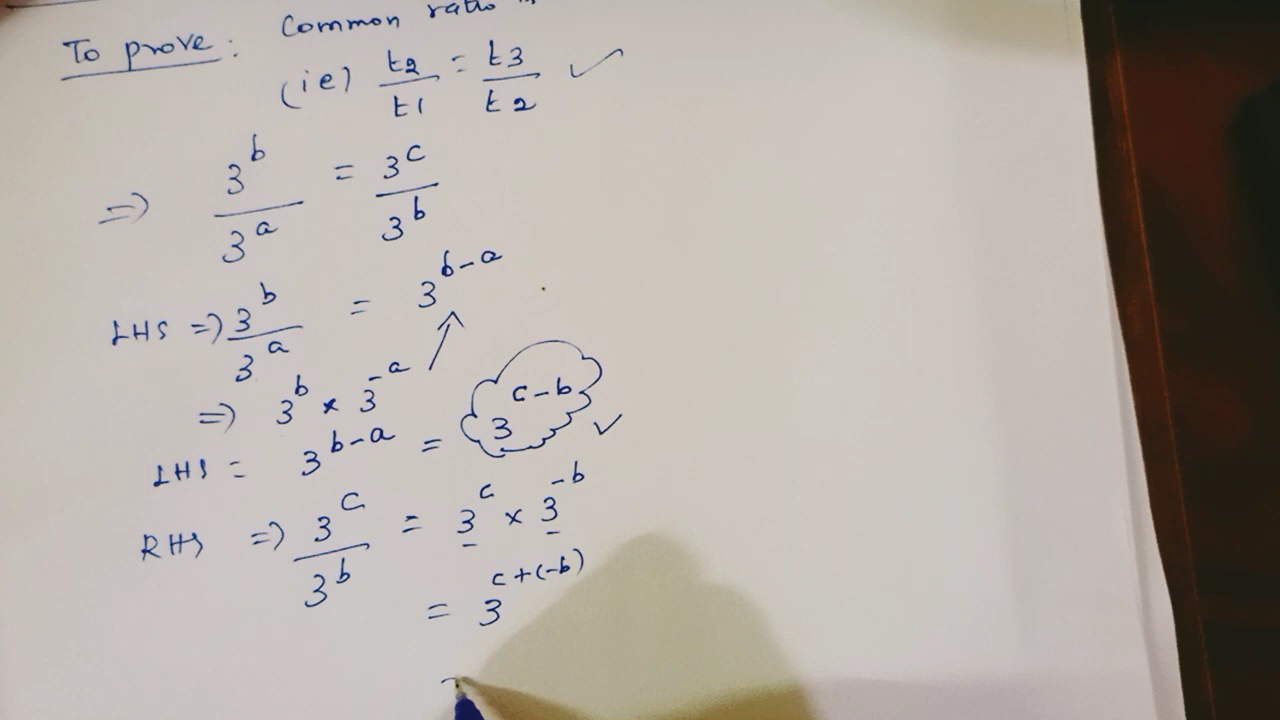 To prove: Common ratio
(ie) t2/t1 = t3/t2 ✓
=> 3^b/3^a = 3^c/3^b
LHS => 3^b/3^a = 3^(b-a)
=> 3^b × 3^-a ↗
LHS = 3^(b-a) = 3^(c-b) ✓
RHS => 3^c/3^b = 3^c × 3^-b
= 3^(c+(-b))